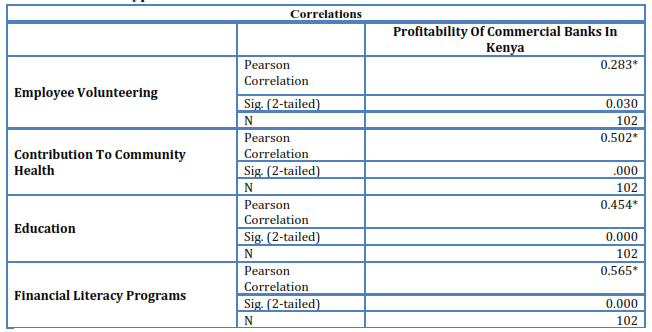 Correlations
Profitability Of Commercial Banks In
Kenya
Employee Volunteering
Pearson
Correlation
0.283*
Sig. (2-tailed) 0.030
N 102
Contribution To Community
Health
Pearson
Correlation
0.502*
Sig. (2-tailed) .000
N 102
Education
Pearson
Correlation
0.454*
Sig. (2-tailed) 0.000
N 102
Financial Literacy Programs
Pearson
Correlation
0.565*
Sig. (2-tailed) 0.000
N 102